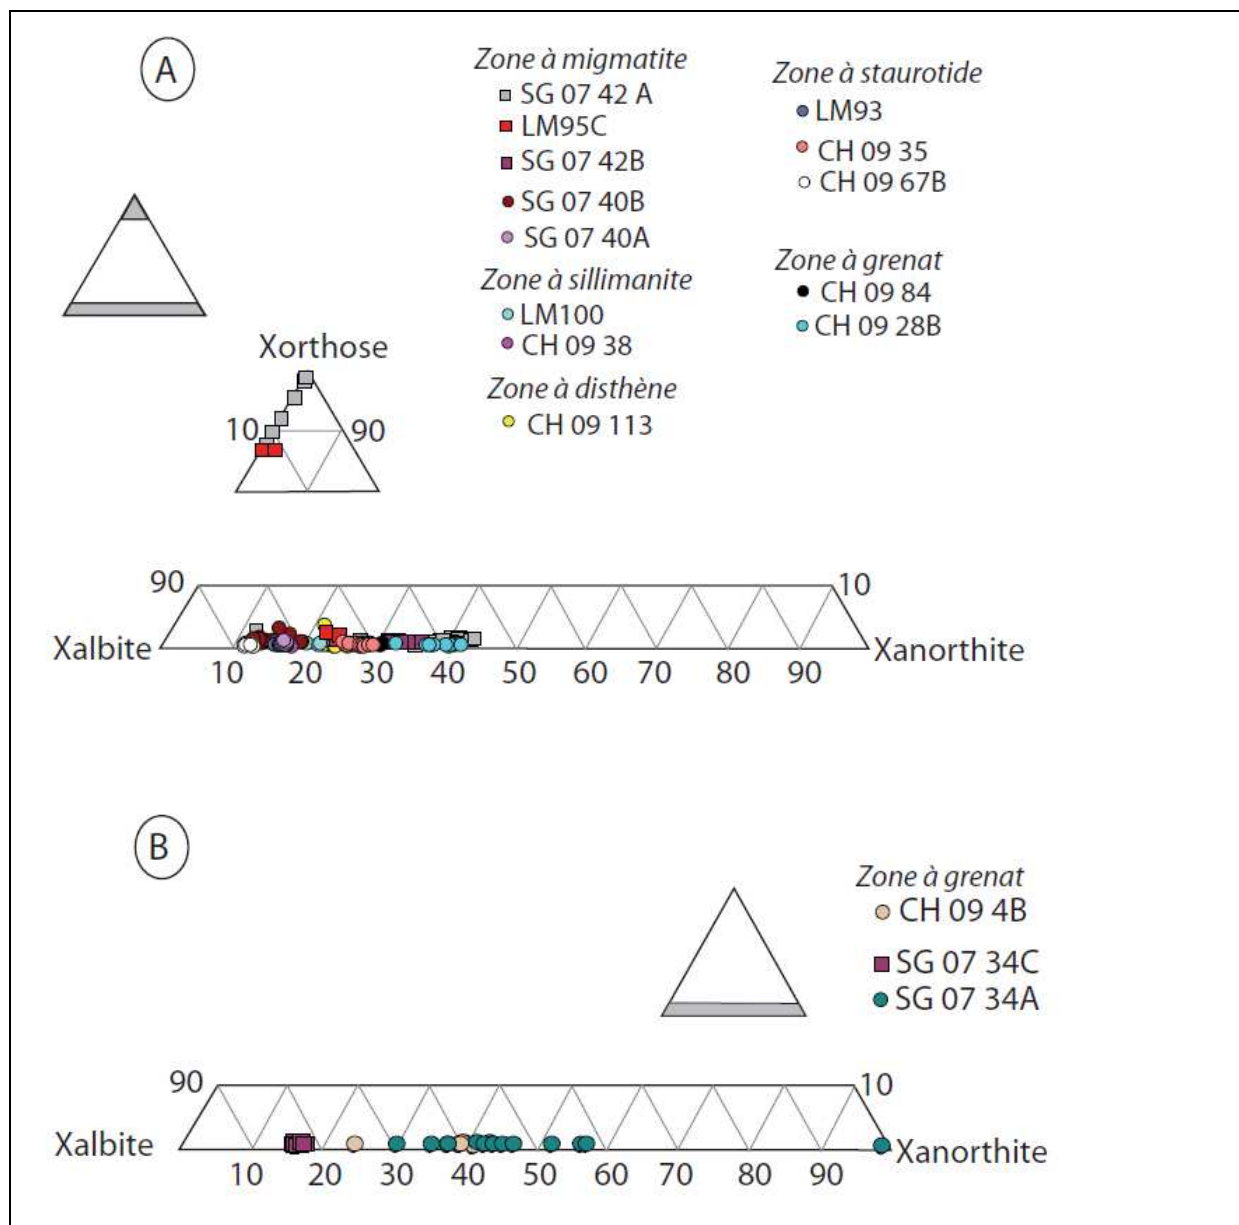 A
Zone à migmatite
SG 07 42 A
LM95C
SG 07 42B
SG 07 40B
SG 07 40A
Zone à sillimanite
LM100
CH 09 38
Zone à disthène
CH 09 113
Zone à staurotide
LM93
CH 09 35
CH 09 67B
Zone à grenat
CH 09 84
CH 09 28B
Xorthose
10 90
90 10
Xalbite Xanorthite
10 20 30 40 50 60 70 80 90
B
Zone à grenat
CH 09 4B
SG 07 34C
SG 07 34A
90 10
Xalbite Xanorthite
10 20 30 40 50 60 70 80 90